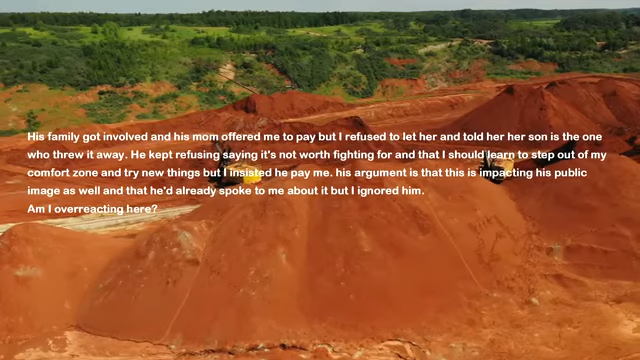 His family got involved and his mom offered me to pay but I refused to let her and told her her son is the one
who threw it away. He kept refusing saying it's not worth fighting for and that I should learn to step out of my
comfort zone and try new things but I insisted he pay me. his argument is that this is impacting his public
image as well and that he'd already spoke to me about it but I ignored him.
Am I overreacting here?